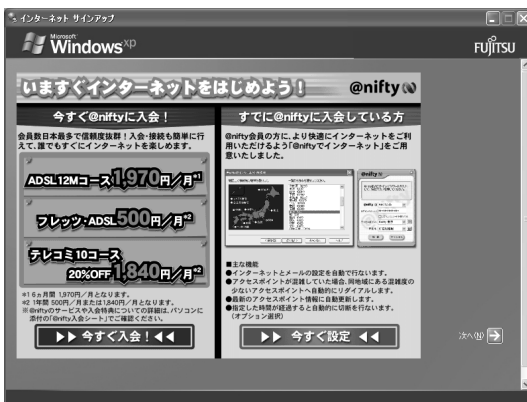 インターネット サインアップ
Microsoft
Windows xp
FUJITSU
いますぐインターネットをはじめよう!
@nifty
今すぐ@niftyに入会!
会員数日本最多で信頼度抜群!入会・接続も簡単に行
えて、誰でもすぐにインターネットを楽しめます。
ADSL12Mコース1,970円/月*1
フレッツ・ADSL500円/月*2
テレコミ10コース
20%OFF 1,840円/月*2
*1 6ヵ月間 1,970円/月となります。
*2 1年間 500円/月または1,840円/月となります。
※ @niftyのサービスや入会特典についての詳細は、パソコンに
添付の「@nifty入会シート」でご確認ください。
▶▶ 今すぐ入会! ◀◀
すでに@niftyに入会している方
@nifty会員の方に、より快適にインターネットをご利
用いただけるよう「@niftyでインターネット」をご用
意いたしました。
@nifty
■主な機能
●インターネットとメールの設定を自動で行ないます。
●アクセスポイントが混雑していた場合、同地域にある混雑度の
少ないアクセスポイントへ自動的にリダイアルします。
●最新のアクセスポイント情報に自動更新します。
●指定した時間が経過すると自動的に切断を行ないます。
(オプション選択)
▶▶ 今すぐ設定 ◀◀
次へ(N)